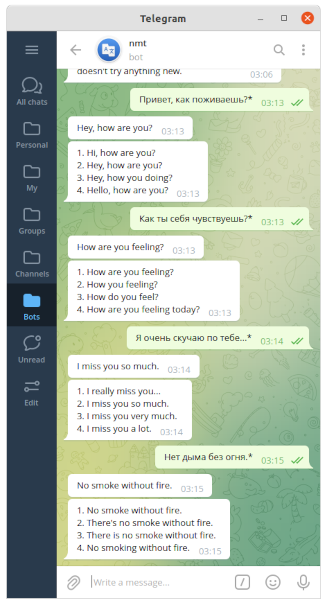 Telegram
nmt
bot
All chats
Personal
My
Groups
Channels
Bots
Unread
Edit
doesn't try anything new.
03:06
Привет, как поживаешь?*
03:13
Hey, how are you?
03:13
1. Hi, how are you?
2. Hey, how are you?
3. Hey, how you doing?
4. Hello, how are you?
03:13
Как ты себя чувствуешь?*
03:13
How are you feeling?
03:13
1. How are you feeling?
2. How you feeling?
3. How do you feel?
4. How are you feeling today?
03:13
Я очень скучаю по тебе...*
03:14
I miss you so much.
03:14
1. I really miss you...
2. I miss you so much.
3. I miss you very much.
4. I miss you a lot.
03:14
Нет дыма без огня.*
03:15
No smoke without fire.
03:15
1. No smoke without fire.
2. There's no smoke without fire.
3. There is no smoke without fire.
4. No smoking without fire.
03:15
Write a message...